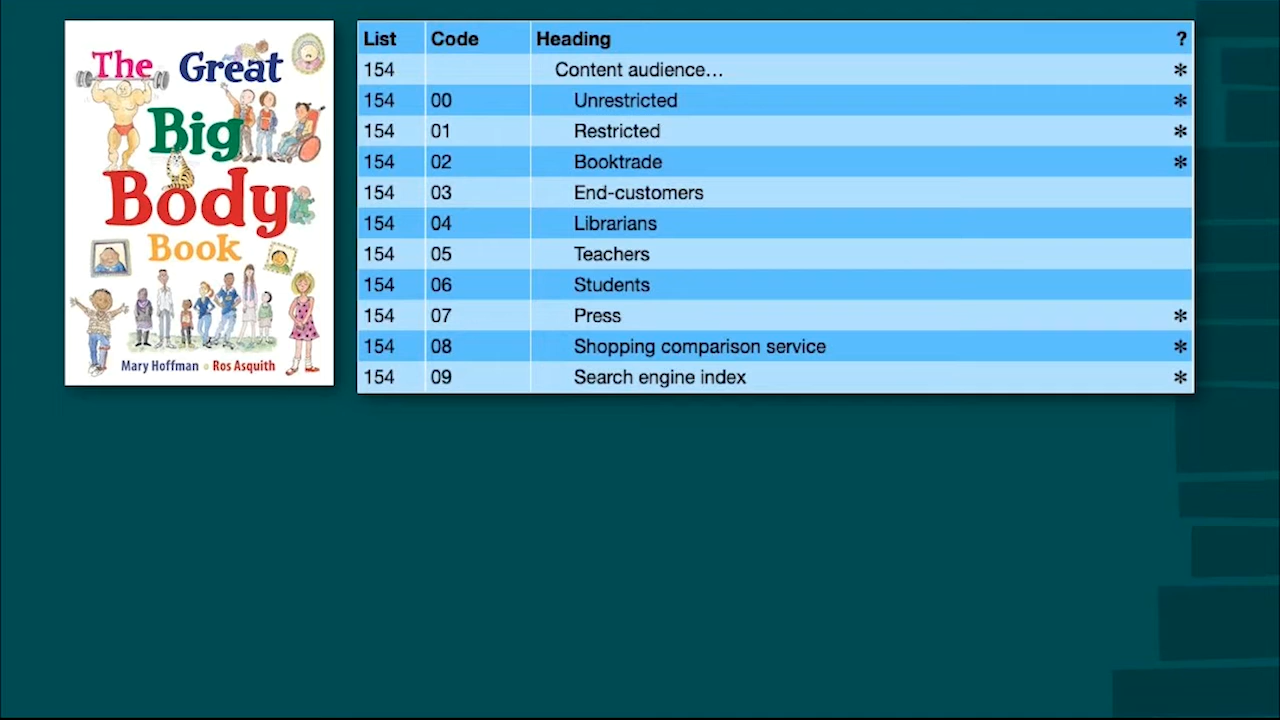 The Great
Big
Body
Book
Mary Hoffman • Ros Asquith
List Code Heading ?
154 Content audience… *
154 00 Unrestricted *
154 01 Restricted *
154 02 Booktrade *
154 03 End-customers
154 04 Librarians
154 05 Teachers
154 06 Students
154 07 Press *
154 08 Shopping comparison service *
154 09 Search engine index *